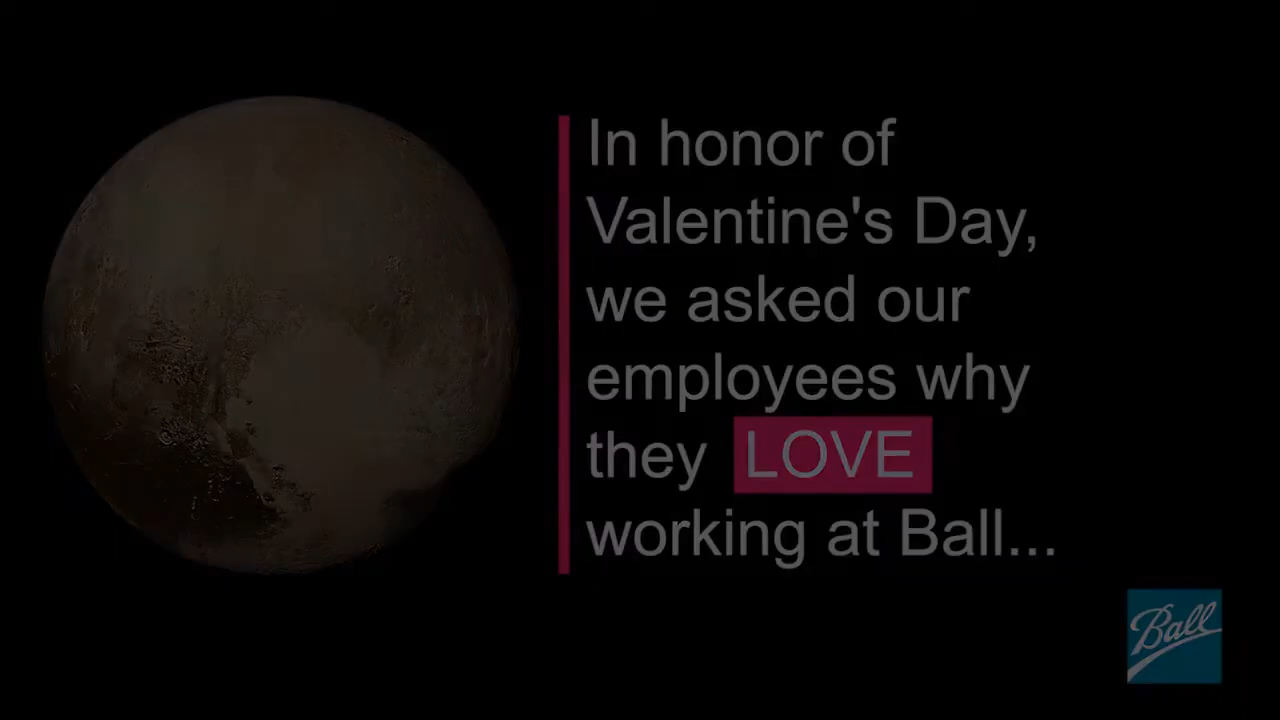 In honor of
Valentine's Day,
we asked our
employees why
they LOVE
working at Ball...
Ball